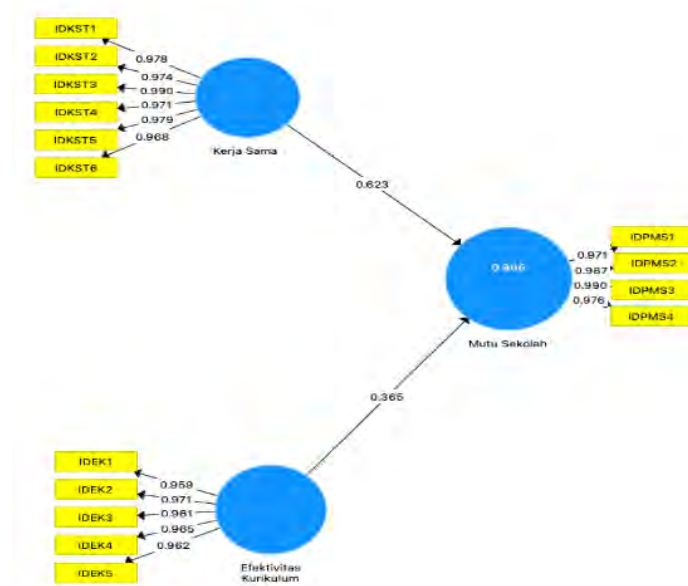 IDKST1
IDKST2
IDKST3
IDKST4
IDKST5
IDKST6
0.978
0.974
0.990
0.971
0.979
0.968
Kerja Sama
0.623
IDPMS1
IDPMS2
IDPMS3
IDPMS4
0.971
0.987
0.990
0.976
Mutu Sekolah
0.365
IDEK1
IDEK2
IDEK3
IDEK4
IDEK5
0.959
0.971
0.965
0.962
Efektivitas
Kurikulum